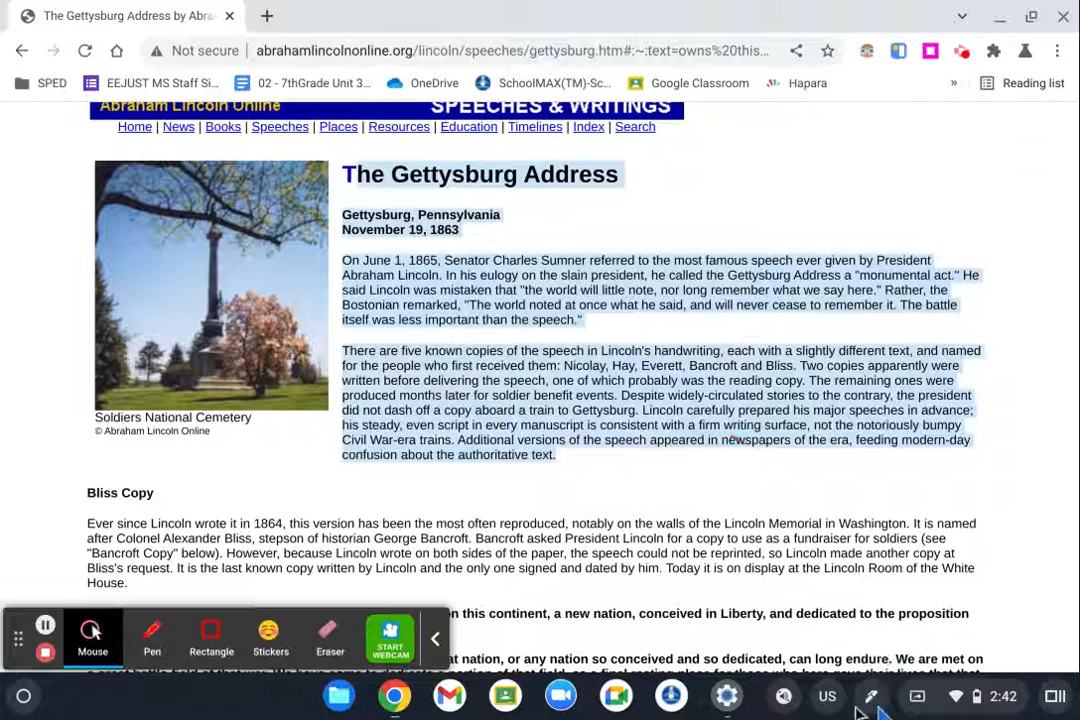 The Gettysburg Address by Abra
Not secure
abrahamlincolnonline.org/lincoln/speeches/gettysburg.htm#:~:text=owns%20this...
SPED
EEJUST MS Staff Si...
02 - 7thGrade Unit 3...
OneDrive
SchoolMAX(TM)-Sc...
Google Classroom
Hapara
»
Reading list
Abraham Lincoln Online
SPEECHES & WRITINGS
Home | News | Books | Speeches | Places | Resources | Education | Timelines | Index | Search
The Gettysburg Address
Gettysburg, Pennsylvania
November 19, 1863
On June 1, 1865, Senator Charles Sumner referred to the most famous speech ever given by President
Abraham Lincoln. In his eulogy on the slain president, he called the Gettysburg Address a "monumental act." He
said Lincoln was mistaken that "the world will little note, nor long remember what we say here." Rather, the
Bostonian remarked, "The world noted at once what he said, and will never cease to remember it. The battle
itself was less important than the speech."
There are five known copies of the speech in Lincoln's handwriting, each with a slightly different text, and named
for the people who first received them: Nicolay, Hay, Everett, Bancroft and Bliss. Two copies apparently were
written before delivering the speech, one of which probably was the reading copy. The remaining ones were
produced months later for soldier benefit events. Despite widely-circulated stories to the contrary, the president
did not dash off a copy aboard a train to Gettysburg. Lincoln carefully prepared his major speeches in advance;
his steady, even script in every manuscript is consistent with a firm writing surface, not the notoriously bumpy
Civil War-era trains. Additional versions of the speech appeared in newspapers of the era, feeding modern-day
confusion about the authoritative text.
Soldiers National Cemetery
© Abraham Lincoln Online
Bliss Copy
Ever since Lincoln wrote it in 1864, this version has been the most often reproduced, notably on the walls of the Lincoln Memorial in Washington. It is named
after Colonel Alexander Bliss, stepson of historian George Bancroft. Bancroft asked President Lincoln for a copy to use as a fundraiser for soldiers (see
"Bancroft Copy" below). However, because Lincoln wrote on both sides of the paper, the speech could not be reprinted, so Lincoln made another copy at
Bliss's request. It is the last known copy written by Lincoln and the only one signed and dated by him. Today it is on display at the Lincoln Room of the White
House.
on this continent, a new nation, conceived in Liberty, and dedicated to the proposition
at nation, or any nation so conceived and so dedicated, can long endure. We are met on
Mouse
Pen
Rectangle
Stickers
Eraser
START
WEBCAM
US
2:42